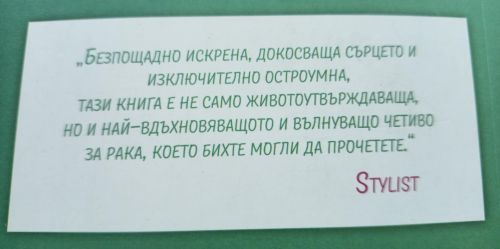 „Безпощадно искрена, докосваща сърцето и
изключително остроумна,
тази книга е не само животоутвърждаваща,
но и най-вдъхновяващото и вълнуващо четиво
за рака, което бихте могли да прочетете.“
Stylist